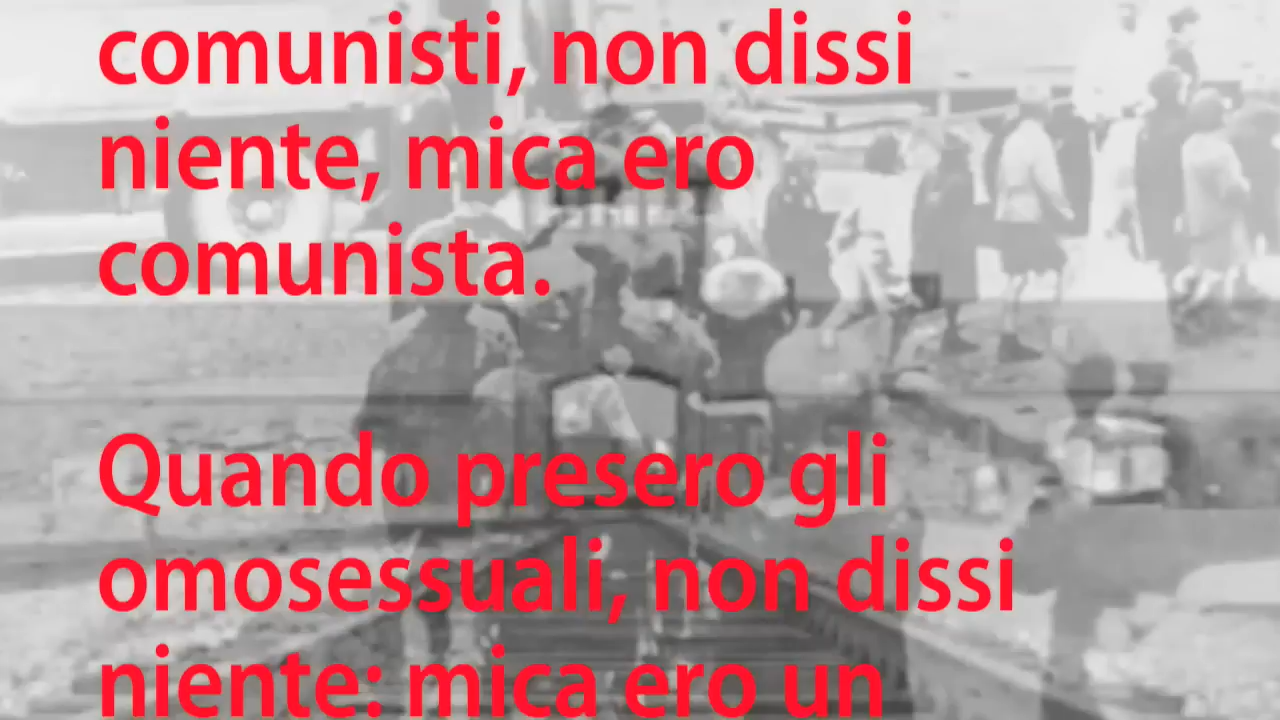 comunisti, non dissi
niente, mica ero
comunista.
Quando presero gli
omosessuali, non dissi
niente: mica ero un